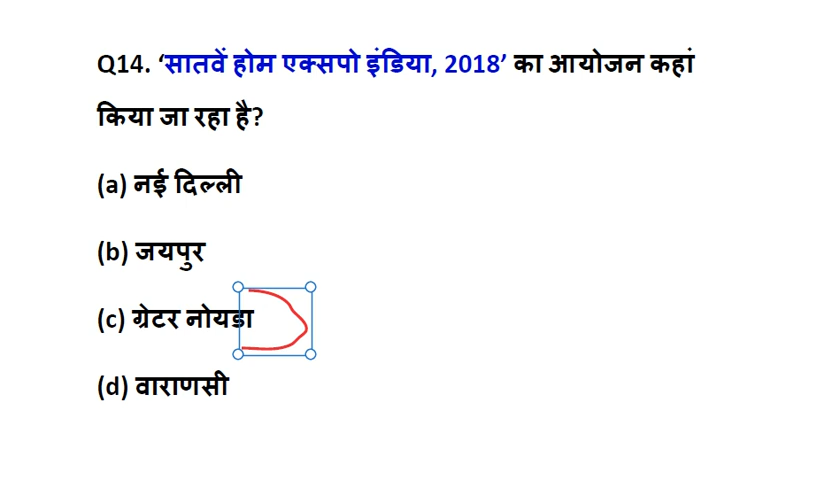 Q14. ‘सातवें होम एक्सपो इंडिया, 2018’ का आयोजन कहां
किया जा रहा है?
(a) नई दिल्ली
(b) जयपुर
(c) ग्रेटर नोयडा
(d) वाराणसी